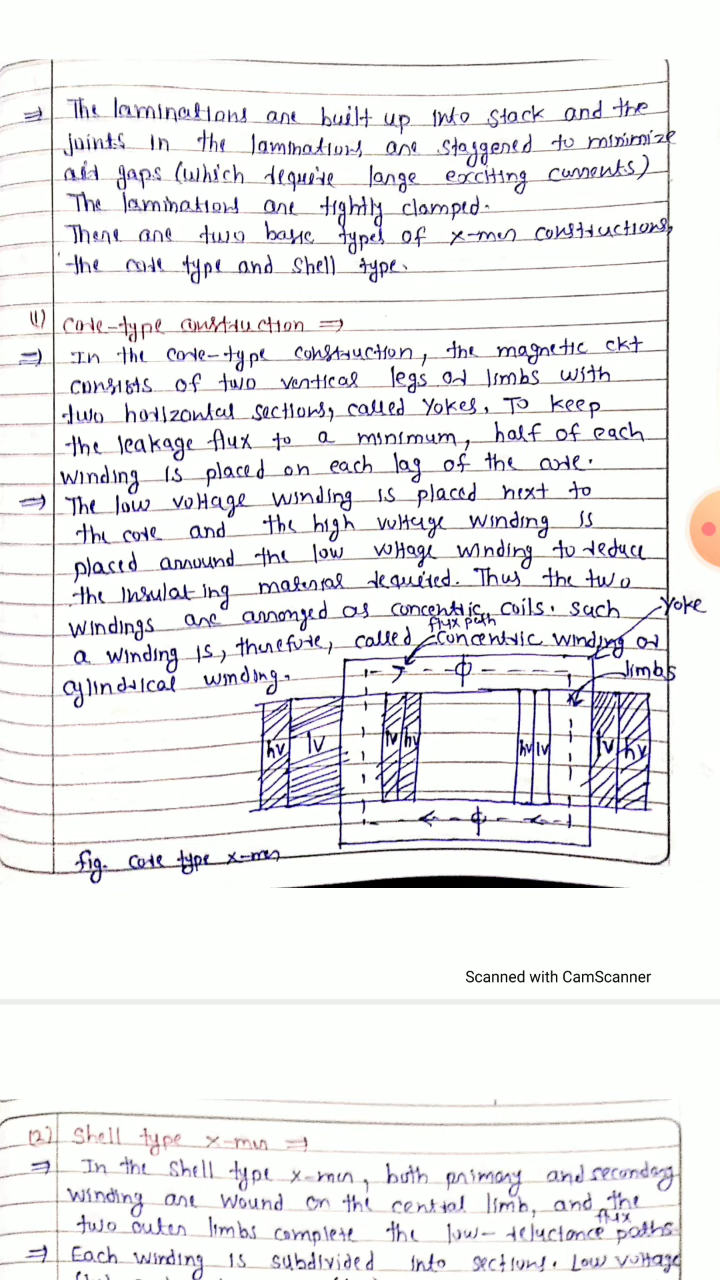 ⇒ The laminations are built up into stack and the
joints in the laminations are staggered to minimize
air gaps (which require large exciting currents)
The laminations are tightly clamped.
There are two basic types of x-mer constructions,
the core type and shell type.
(1) Core-type construction ⇒
⇒ In the core-type construction, the magnetic ckt
consists of two vertical legs or limbs with
two horizontal sections, called Yokes. To keep
the leakage flux to a minimum, half of each
winding is placed on each lag of the core.
⇒ The low voltage winding is placed next to
the core and the high voltage winding is
placed around the low voltage winding to reduce
the insulating material required. Thus the two
windings are arronged as concentric coils. such
a winding is, therefore, called concentric winding or
cylindrical winding.
Yoke
flux path
limbs
ϕ
hv lv lv hv hv lv lv hv
ϕ
fig. core type x-mer
Scanned with CamScanner
(2) Shell type x-mer ⇒
⇒ In the shell type x-mer, both primary and secondary
winding are wound on the central limb, and the
two outer limbs complete the low-reluctance flux paths.
⇒ Each winding is subdivided into sections. Low voltage